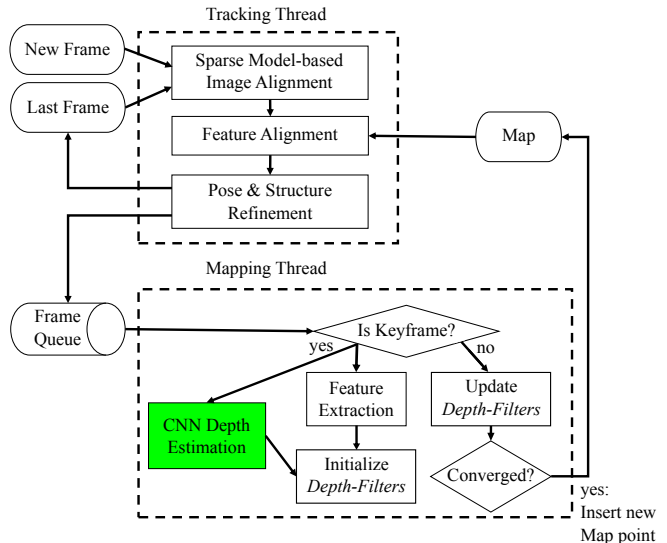 Tracking Thread
New Frame
Last Frame
Sparse Model-based
Image Alignment
Feature Alignment
Map
Pose & Structure
Refinement
Mapping Thread
Frame
Queue
Is Keyframe?
yes
no
CNN Depth
Estimation
Feature
Extraction
Update
Depth-Filters
Initialize
Depth-Filters
Converged?
yes:
Insert new
Map point